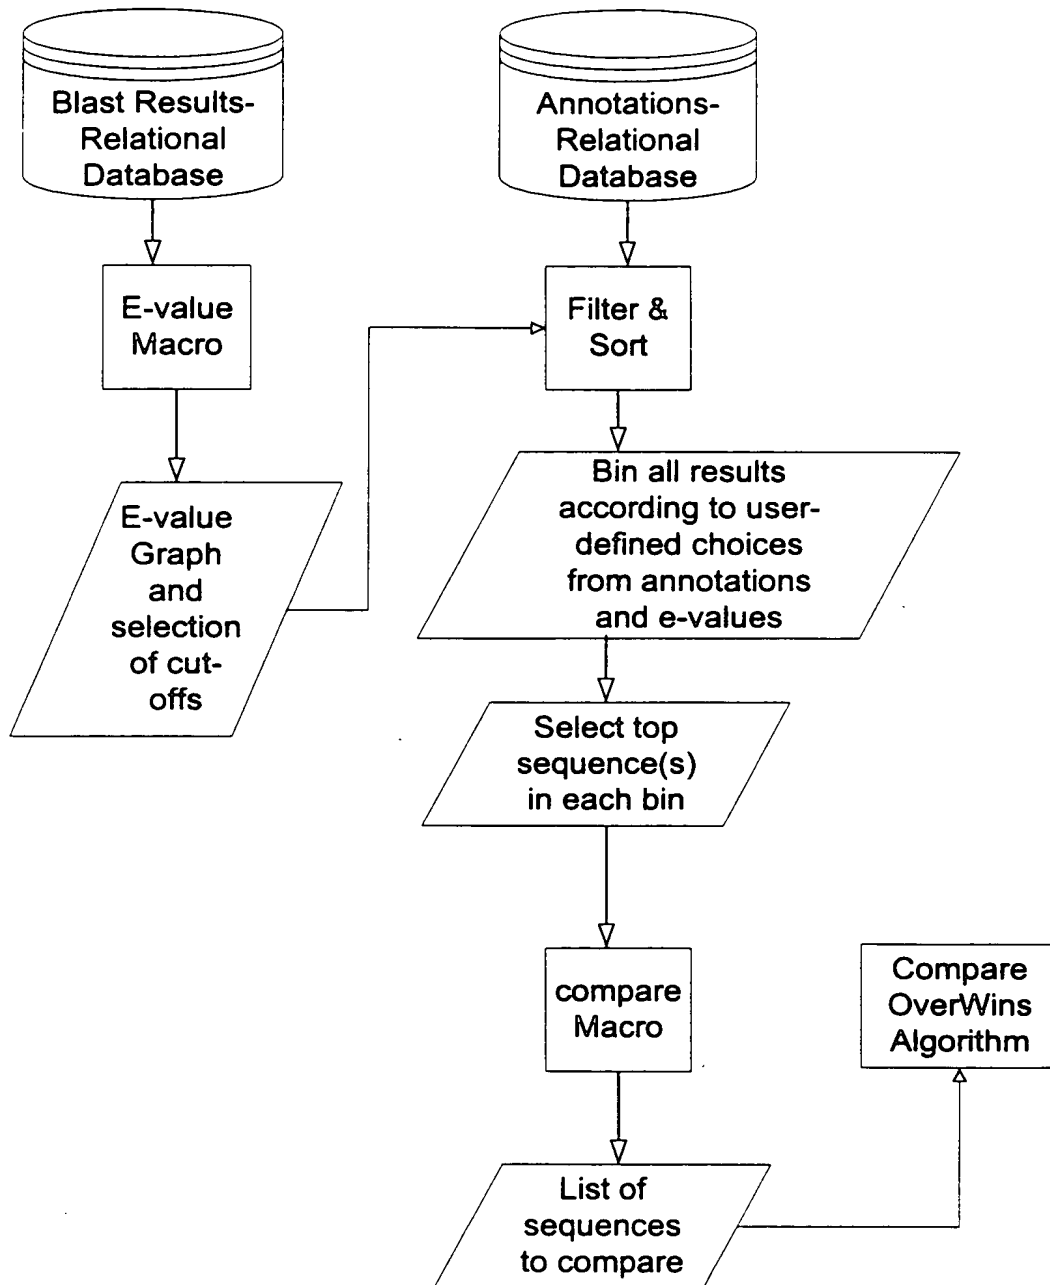 Blast Results-
Relational
Database
Annotations-
Relational
Database
E-value
Macro
Filter &
Sort
E-value
Graph
and
selection
of cut-
offs
Bin all results
according to user-
defined choices
from annotations
and e-values
Select top
sequence(s)
in each bin
compare
Macro
Compare
OverWins
Algorithm
List of
sequences
to compare